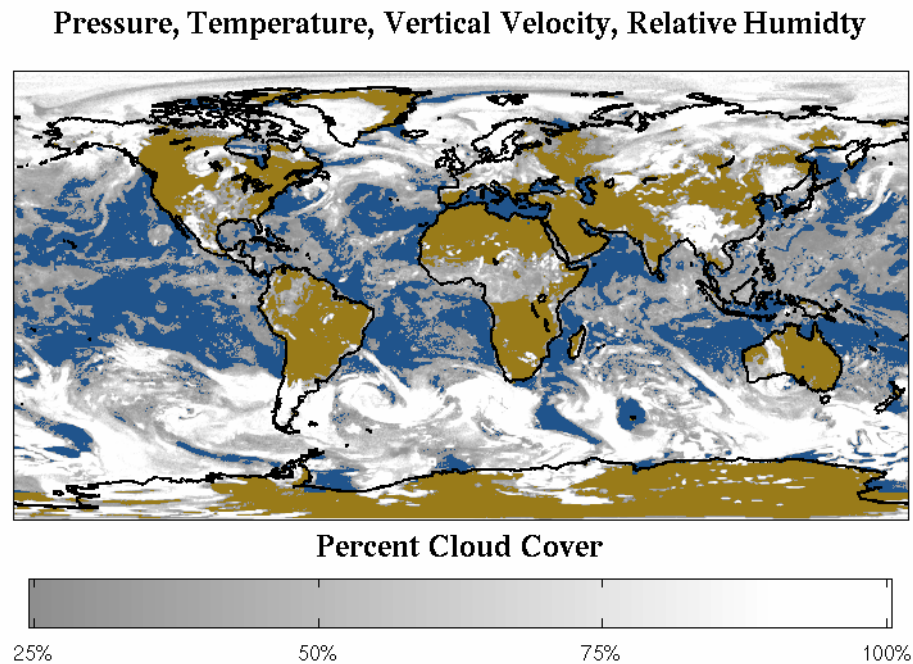 Pressure, Temperature, Vertical Velocity, Relative Humidty
Percent Cloud Cover
25% 50% 75% 100%